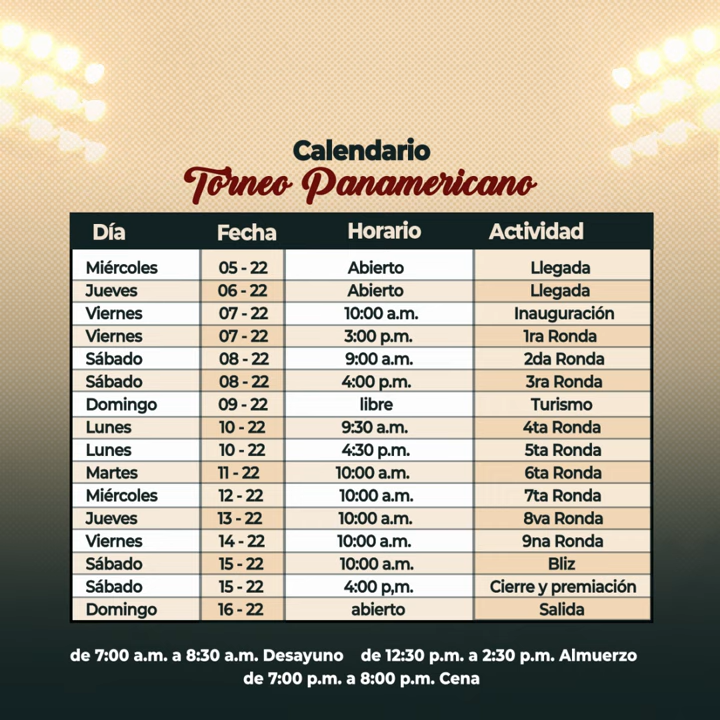 Calendario
Torneo Panamericano
Día Fecha Horario Actividad
Miércoles 05 - 22 Abierto Llegada
Jueves 06 - 22 Abierto Llegada
Viernes 07 - 22 10:00 a.m. Inauguración
Viernes 07 - 22 3:00 p.m. 1ra Ronda
Sábado 08 - 22 9:00 a.m. 2da Ronda
Sábado 08 - 22 4:00 p.m. 3ra Ronda
Domingo 09 - 22 libre Turismo
Lunes 10 - 22 9:30 a.m. 4ta Ronda
Lunes 10 - 22 4:30 p.m. 5ta Ronda
Martes 11 - 22 10:00 a.m. 6ta Ronda
Miércoles 12 - 22 10:00 a.m. 7ta Ronda
Jueves 13 - 22 10:00 a.m. 8va Ronda
Viernes 14 - 22 10:00 a.m. 9na Ronda
Sábado 15 - 22 10:00 a.m. Bliz
Sábado 15 - 22 4:00 p,m. Cierre y premiación
Domingo 16 - 22 abierto Salida
de 7:00 a.m. a 8:30 a.m. Desayuno de 12:30 p.m. a 2:30 p.m. Almuerzo
de 7:00 p.m. a 8:00 p.m. Cena